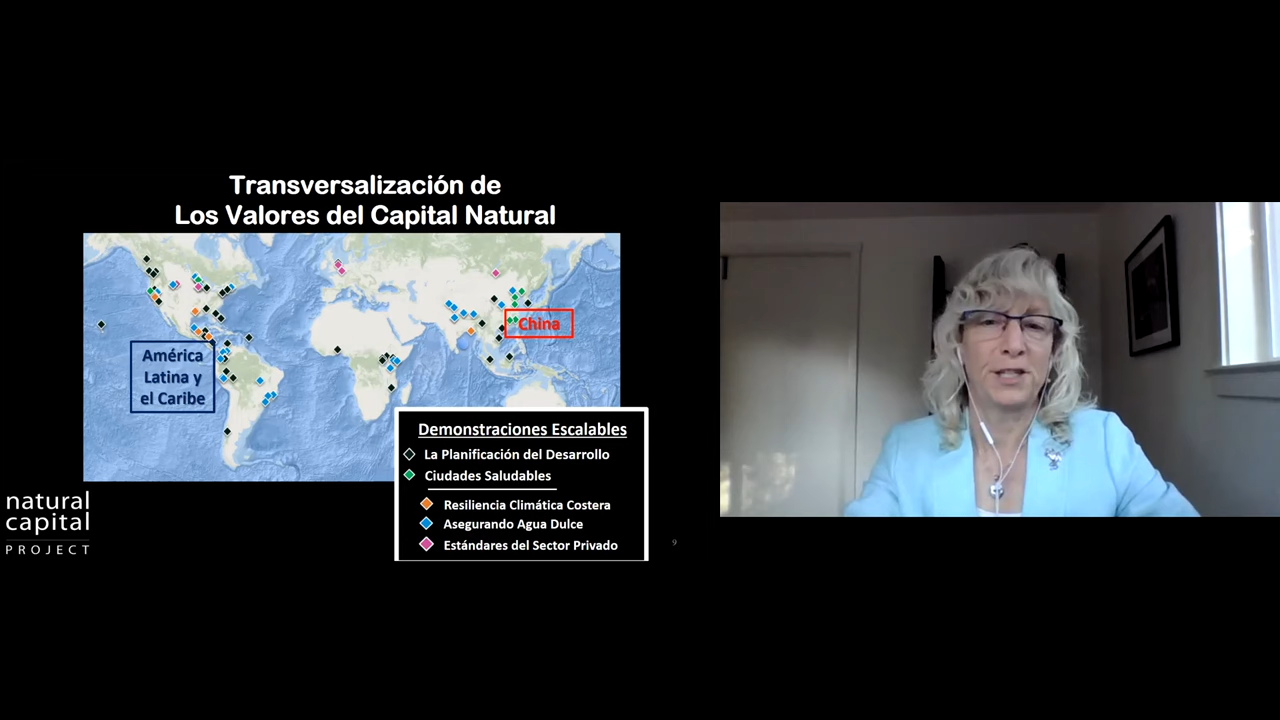 Transversalización de
Los Valores del Capital Natural
América
Latina y
el Caribe
China
Demonstraciones Escalables
La Planificación del Desarrollo
Ciudades Saludables
Resiliencia Climática Costera
Asegurando Agua Dulce
Estándares del Sector Privado
natural
capital
PROJECT
9